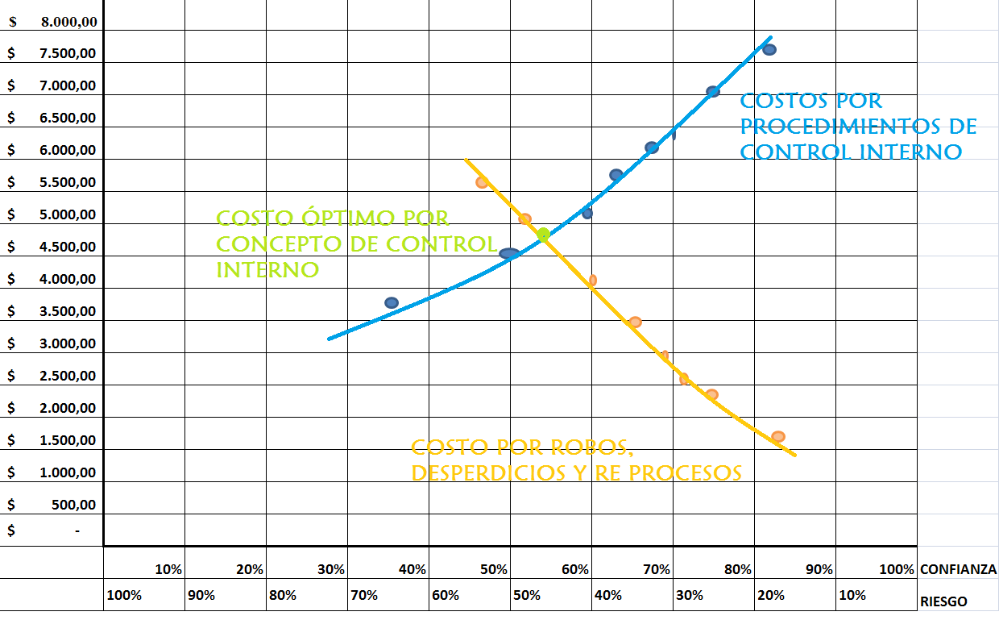 $ 8.000,00
$ 7.500,00
$ 7.000,00
COSTOS POR
$ 6.500,00
PROCEDIMIENTOS DE
$ 6.000,00
CONTROL INTERNO
$ 5.500,00
$ 5.000,00
COSTO ÓPTIMO POR
CONCEPTO DE CONTROL
$ 4.500,00
INTERNO
$ 4.000,00
$ 3.500,00
$ 3.000,00
$ 2.500,00
$ 2.000,00
$ 1.500,00
COSTO POR ROBOS,
DESPERDICIOS Y RE PROCESOS
$ 1.000,00
$ 500,00
$ -
10% 20% 30% 40% 50% 60% 70% 80% 90% 100% CONFIANZA
100% 90% 80% 70% 60% 50% 40% 30% 20% 10% RIESGO